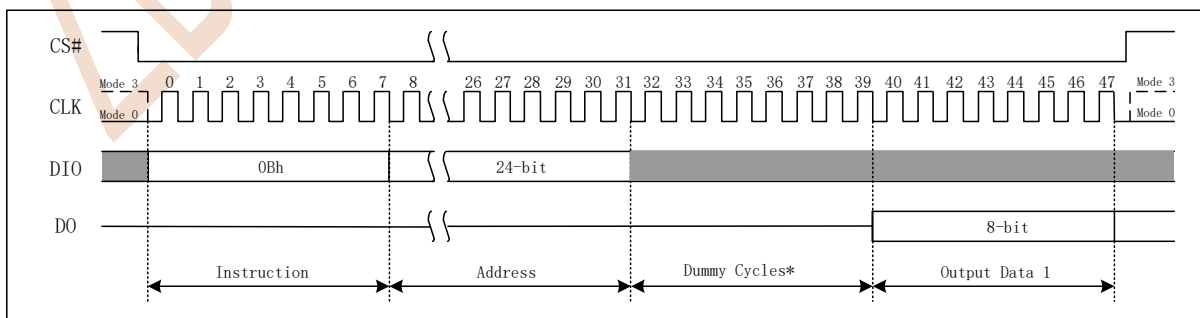 CS#
Mode 3 0 1 2 3 4 5 6 7 8 26 27 28 29 30 31 32 33 34 35 36 37 38 39 40 41 42 43 44 45 46 47 Mode 3
CLK
Mode 0 Mode 0
DIO 0Bh 24-bit
DO 8-bit
Instruction Address Dummy Cycles* Output Data 1